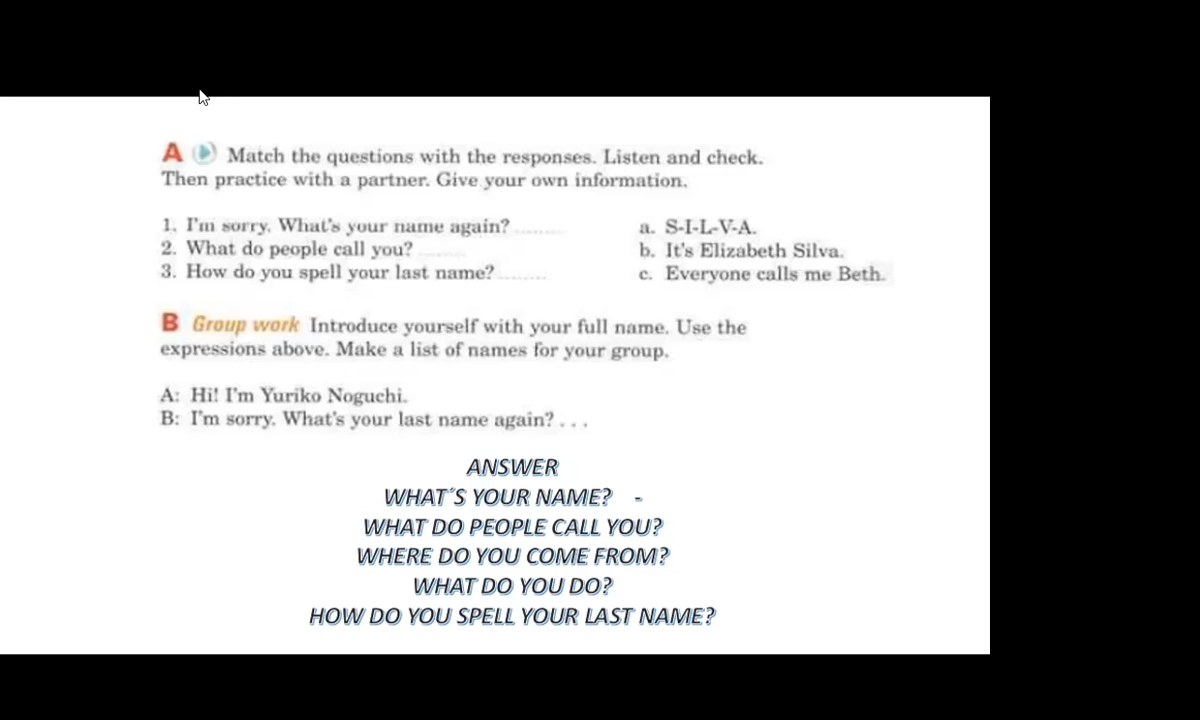 A Match the questions with the responses. Listen and check.
Then practice with a partner. Give your own information.
1. I'm sorry. What's your name again? ........ a. S-I-L-V-A.
2. What do people call you? ........ b. It's Elizabeth Silva.
3. How do you spell your last name? ........ c. Everyone calls me Beth.
B Group work Introduce yourself with your full name. Use the
expressions above. Make a list of names for your group.
A: Hi! I'm Yuriko Noguchi.
B: I'm sorry. What's your last name again? . . .
ANSWER
WHAT´S YOUR NAME? -
WHAT DO PEOPLE CALL YOU?
WHERE DO YOU COME FROM?
WHAT DO YOU DO?
HOW DO YOU SPELL YOUR LAST NAME?